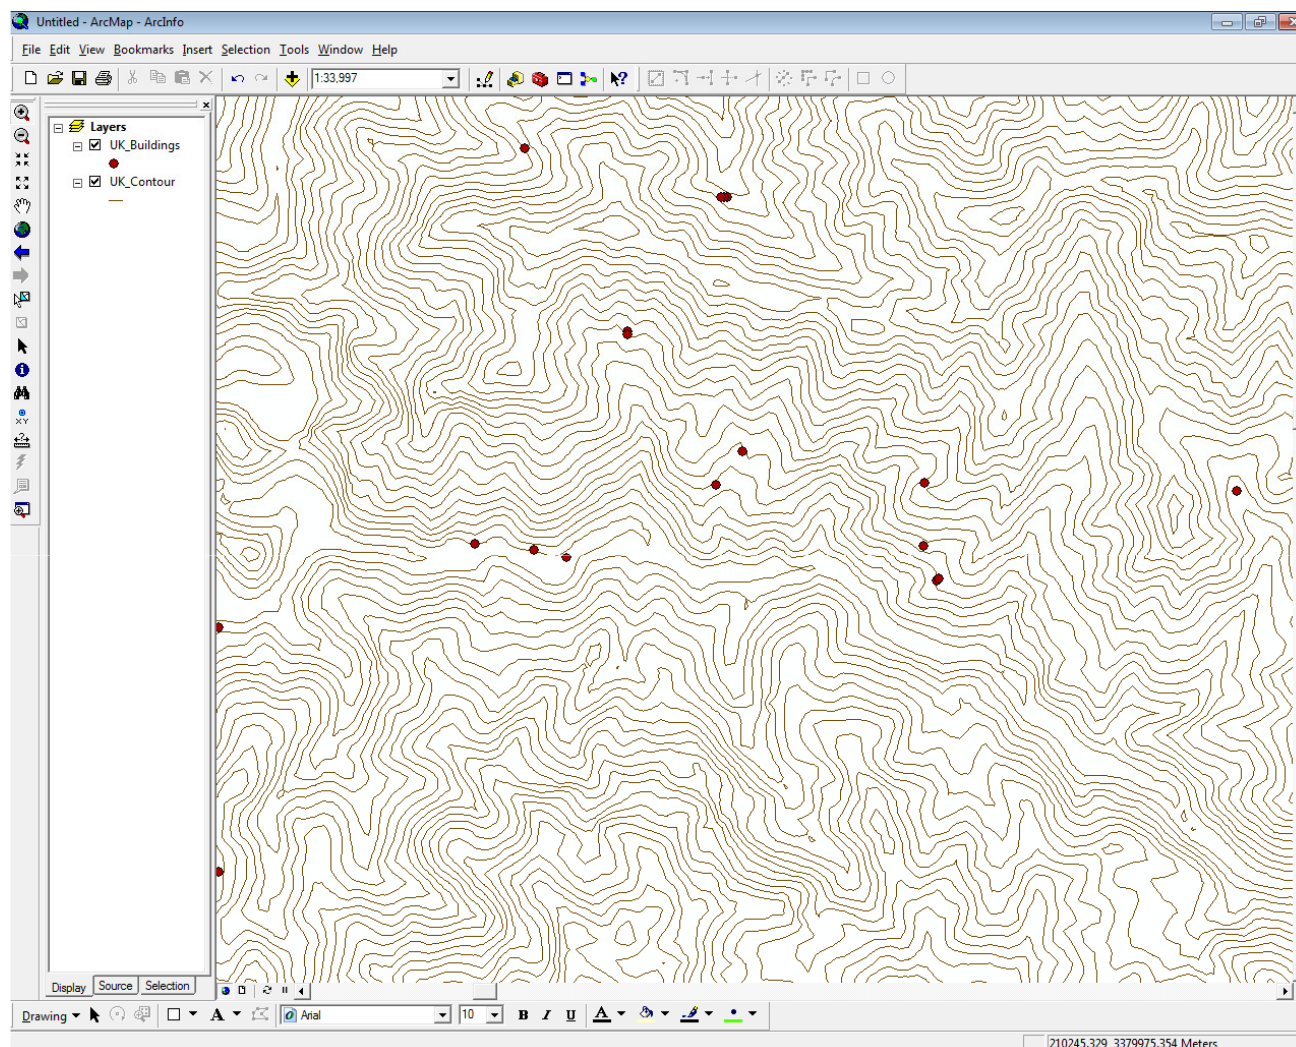 Untitled - ArcMap - ArcInfo
File Edit View Bookmarks Insert Selection Tools Window Help
1:33,997
Layers
UK_Buildings
UK_Contour
XY
Display Source Selection
Drawing A Arial 10 B I U A
210245.329 3379975.354 Meters